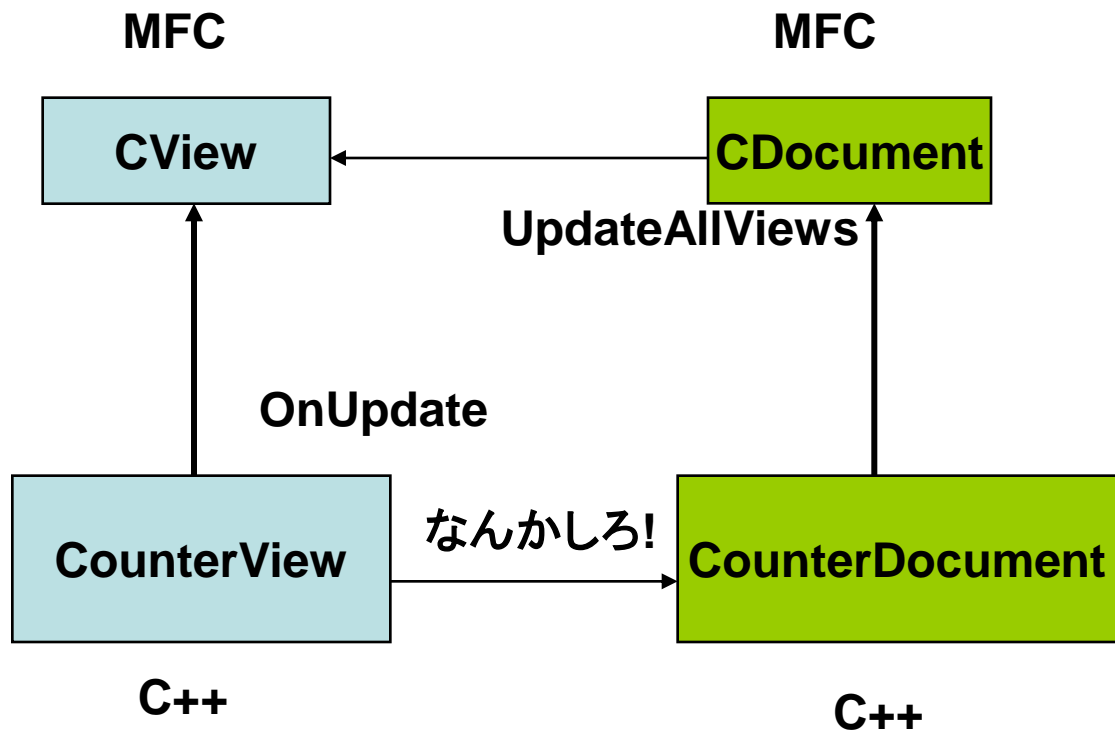 MFC
MFC
CView
CDocument
UpdateAllViews
OnUpdate
なんかしろ!
CounterView
CounterDocument
C++
C++